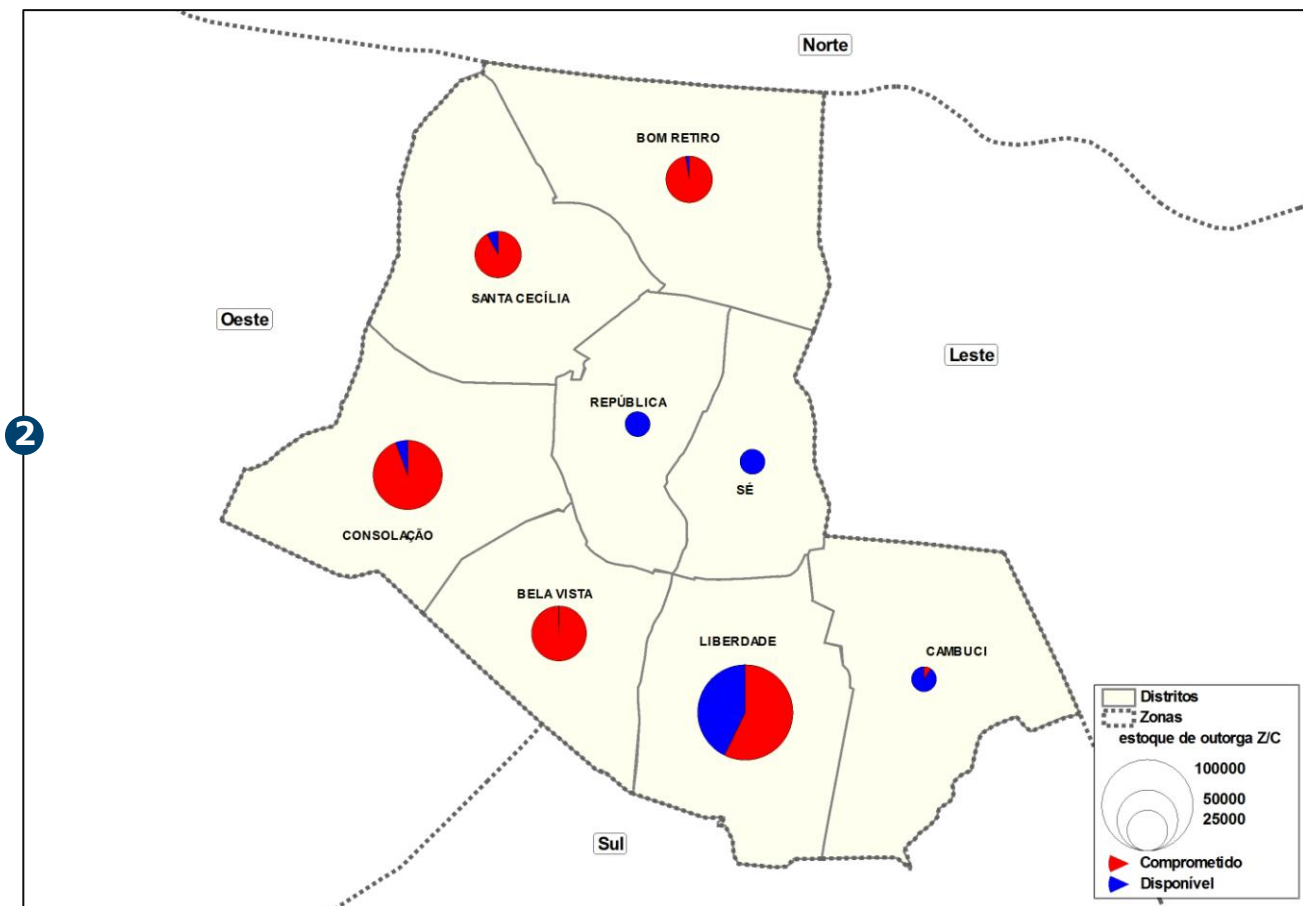 Norte
BOM RETIRO
SANTA CECÍLIA
Oeste
Leste
REPÚBLICA
2
SÉ
CONSOLAÇÃO
BELA VISTA
LIBERDADE
CAMBUCI
Sul
Distritos
Zonas
estoque de outorga Z/C
100000
50000
25000
Comprometido
Disponível